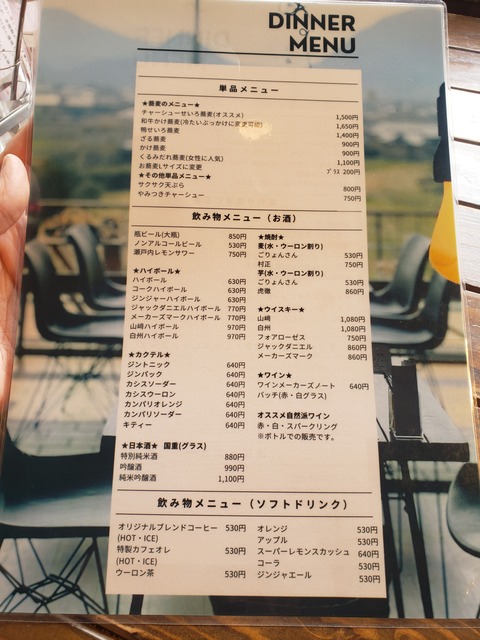 DINNER
MENU
単品メニュー
★蕎麦のメニュー★
チャーシューせいろ蕎麦(オススメ) 1,500円
和牛かけ蕎麦(冷たいぶっかけに変更可能) 1,650円
鴨せいろ蕎麦 1,400円
ざる蕎麦 900円
かけ蕎麦 900円
くるみだれ蕎麦(女性に人気) 1,100円
お蕎麦Lサイズに変更 プラス 200円
★その他単品メニュー★
サクサク天ぷら 800円
やみつきチャーシュー 750円
飲み物メニュー（お酒）
瓶ビール(大瓶) 850円
ノンアルコールビール 530円
瀬戸内レモンサワー 750円
★ハイボール★
ハイボール 630円
コークハイボール 630円
ジンジャーハイボール 630円
ジャックダニエルハイボール 770円
メーカーズマークハイボール 770円
山崎ハイボール 970円
白州ハイボール 970円
★カクテル★
ジントニック 640円
ジンバック 640円
カシスソーダー 640円
カシスウーロン 640円
カンパリオレンジ 640円
カンパリソーダー 640円
キティー 640円
★日本酒★ 国重(グラス)
特別純米酒 880円
吟醸酒 990円
純米吟醸酒 1,100円
★焼酎★
麦(水・ウーロン割り)
ごりょんさん 530円
村正 750円
芋(水・ウーロン割り)
ごりょんさん 530円
虎徹 860円
★ウイスキー★
山崎 1,080円
白州 1,080円
フォアローゼス 750円
ジャックダニエル 860円
メーカーズマーク 860円
★ワイン★
ワインメーカーズノート 640円
バッチ(赤・白グラス)
オススメ自然派ワイン
赤・白・スパークリング
※ボトルでの販売です。
飲み物メニュー（ソフトドリンク）
オリジナルブレンドコーヒー 530円
(HOT・ICE)
特製カフェオレ 530円
(HOT・ICE)
ウーロン茶 530円
オレンジ 530円
アップル 530円
スーパーレモンスカッシュ 640円
コーラ 530円
ジンジャエール 530円